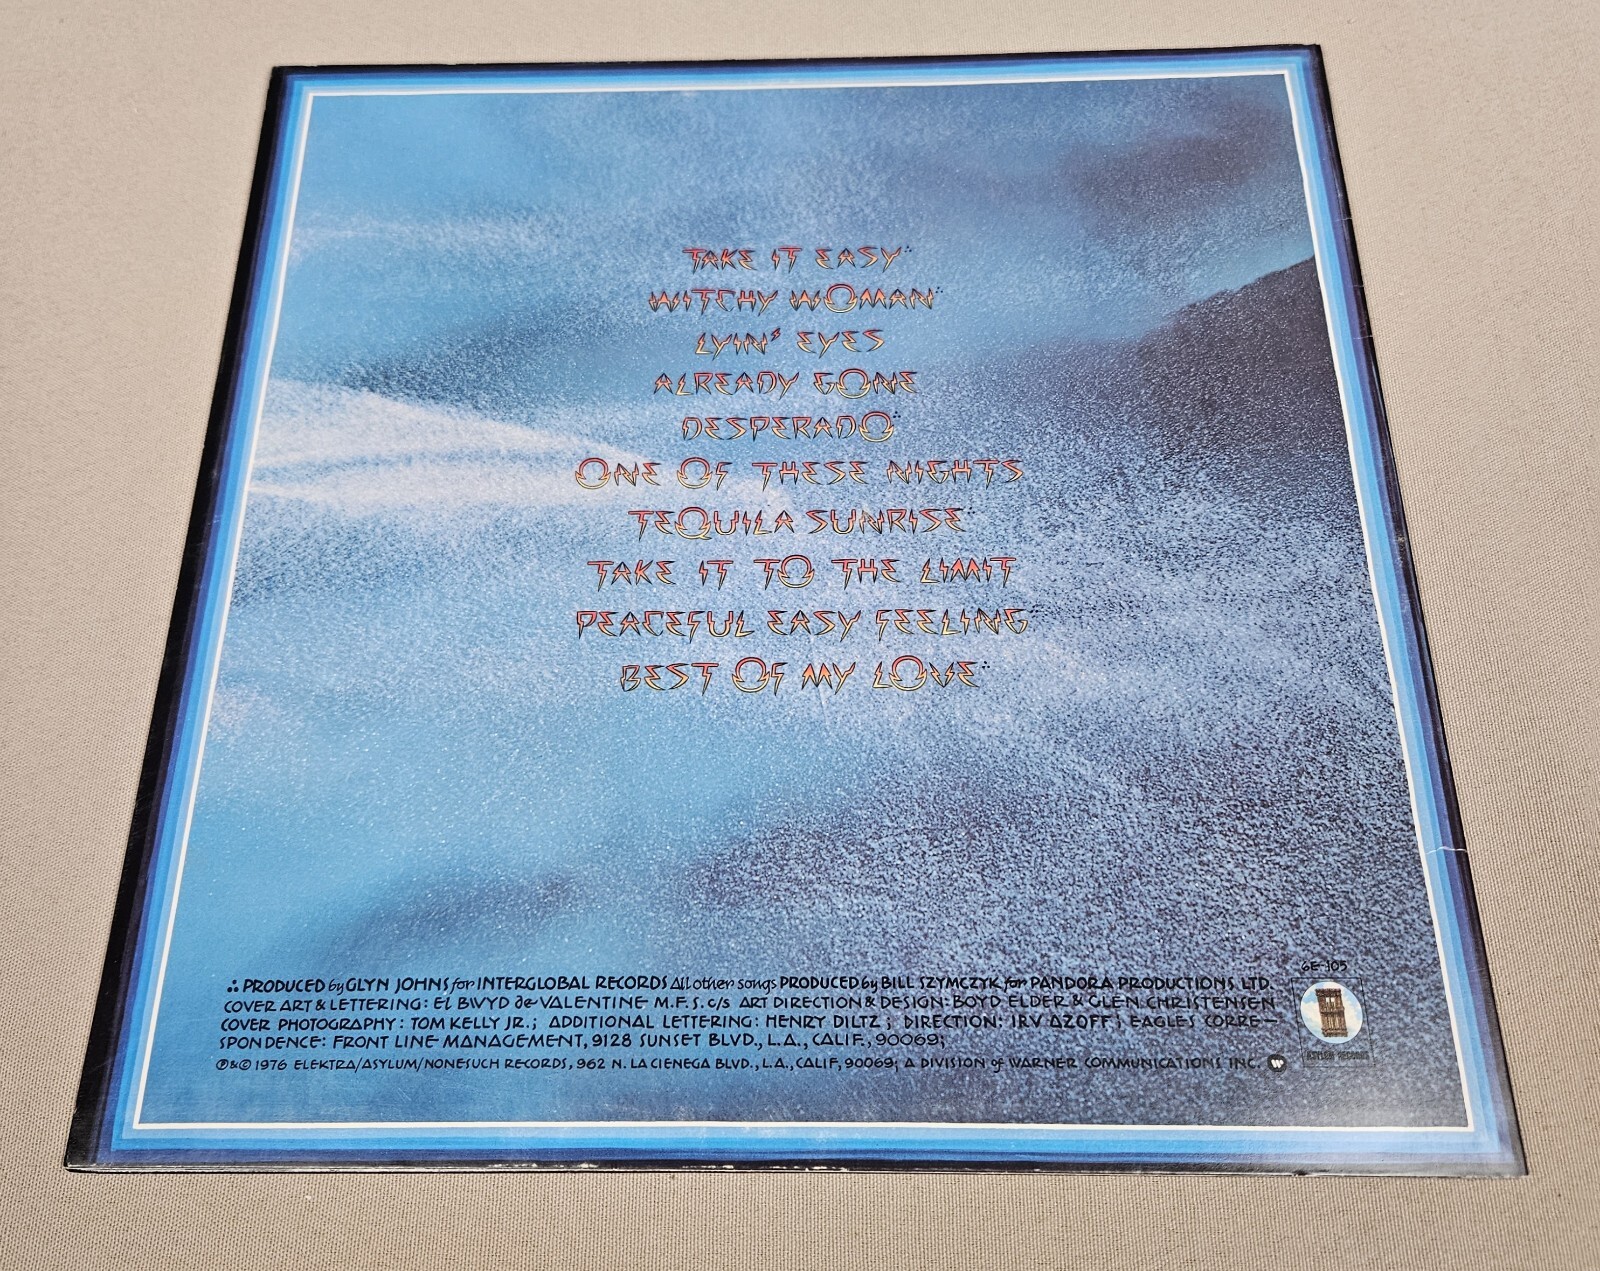 TAKE IT EASY∴
WITCHY WOMAN∴
LYIN' EYES
ALREADY GONE
DESPERADO∴
ONE OF THESE NIGHTS
TEQUILA SUNRISE∴
TAKE IT TO THE LIMIT
PEACEFUL EASY FEELING∴
BEST OF MY LOVE∴
6E-105
∴ PRODUCED by GLYN JOHNS for INTERGLOBAL RECORDS All other songs PRODUCED by BILL SZYMCZYK for PANDORA PRODUCTIONS, LTD.
COVER ART & LETTERING: EL BWYD de VALENTINE M.F.S. c/s ART DIRECTION & DESIGN: BOYD ELDER & GLEN CHRISTENSEN
COVER PHOTOGRAPHY: TOM KELLY JR.; ADDITIONAL LETTERING: HENRY DILTZ; DIRECTION: IRV AZOFF; EAGLES CORRE-
SPONDENCE: FRONT LINE MANAGEMENT, 9128 SUNSET BLVD., L.A., CALIF., 90069;
℗&© 1976 ELEKTRA/ASYLUM/NONESUCH RECORDS, 962 N. LA CIENEGA BLVD., L.A., CALIF, 90069; A DIVISION of WARNER COMMUNICATIONS INC.
ASYLUM RECORDS